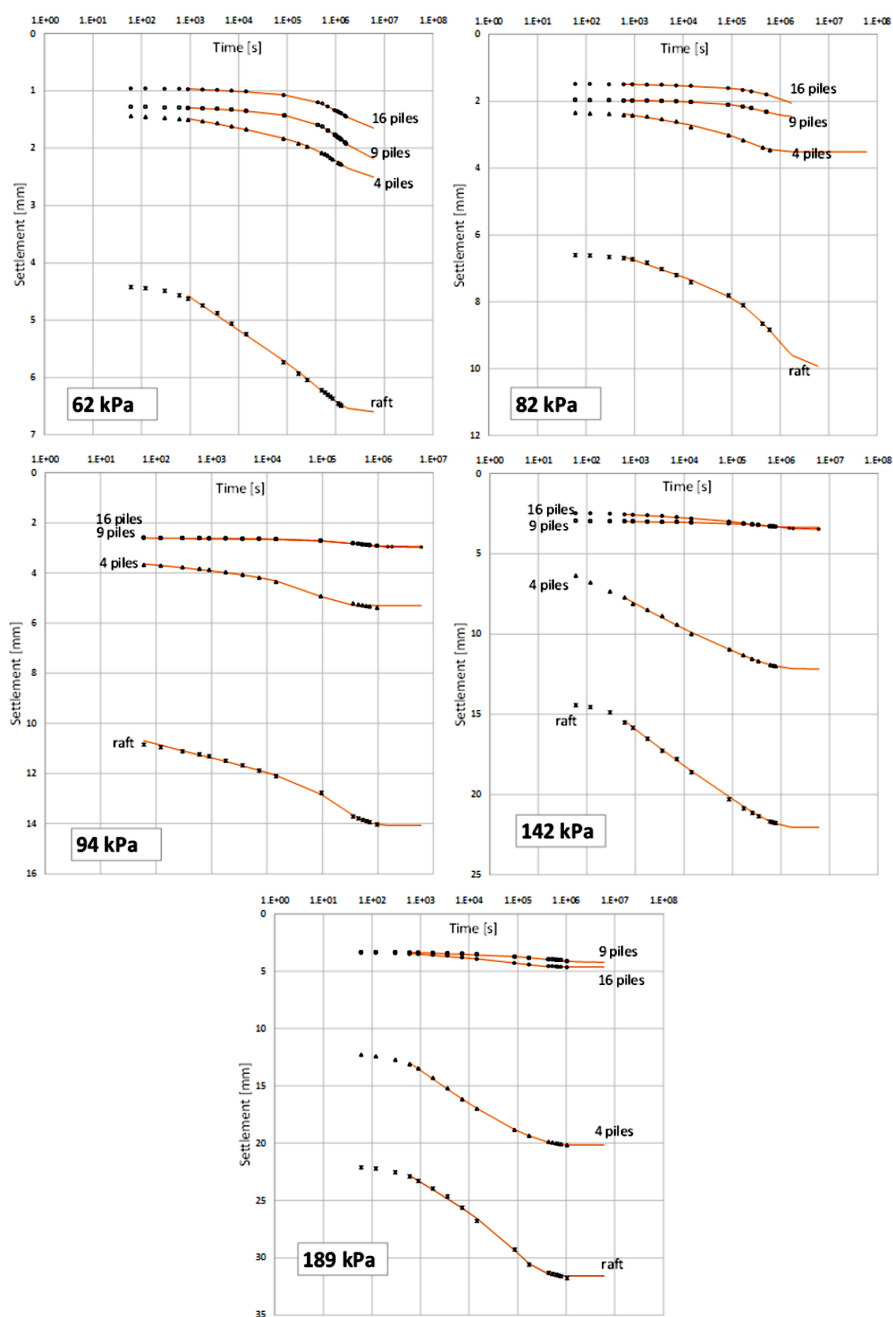 1.E+00 1.E+01 1.E+02 1.E+03 1.E+04 1.E+05 1.E+06 1.E+07 1.E+08
Time [s]
Settlement [mm]
0
1
2
3
4
5
6
7
16 piles
9 piles
4 piles
raft
62 kPa
1.E+00 1.E+01 1.E+02 1.E+03 1.E+04 1.E+05 1.E+06 1.E+07 1.E+08
Time [s]
Settlement [mm]
0
2
4
6
8
10
12
16 piles
9 piles
4 piles
raft
82 kPa
1.E+01 1.E+02 1.E+03 1.E+04 1.E+05 1.E+06 1.E+07
Time [s]
Settlement [mm]
0
2
4
6
8
10
12
14
16
16 piles
9 piles
4 piles
raft
94 kPa
1.E+00 1.E+01 1.E+02 1.E+03 1.E+04 1.E+05 1.E+06 1.E+07 1.E+08
Time [s]
Settlement [mm]
0
5
10
15
20
25
16 piles
9 piles
4 piles
raft
142 kPa
1.E+00 1.E+01 1.E+02 1.E+03 1.E+04 1.E+05 1.E+06 1.E+07 1.E+08
Time [s]
Settlement [mm]
0
5
10
15
20
25
30
35
9 piles
16 piles
4 piles
raft
189 kPa